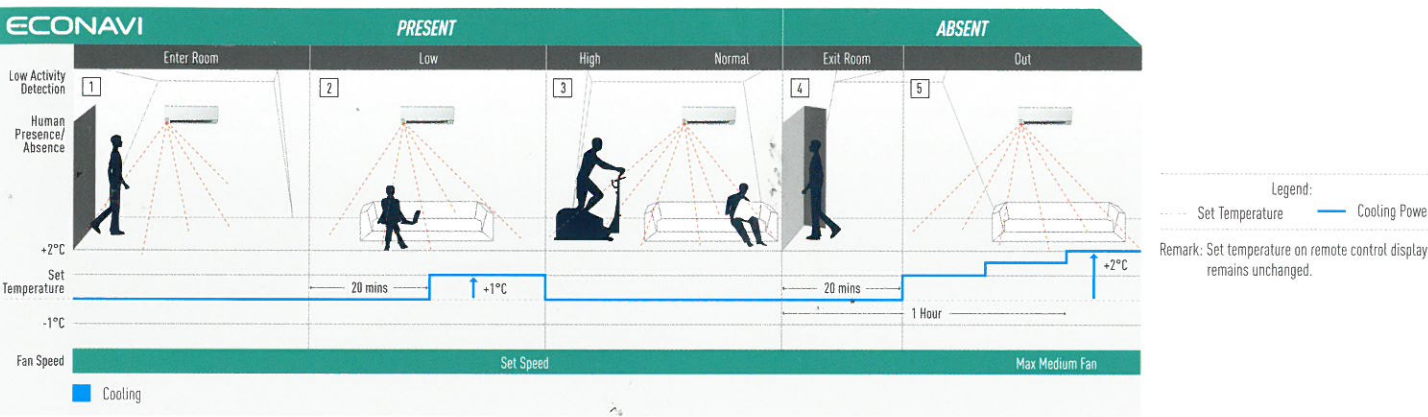 ECONAVI
PRESENT
ABSENT
Enter Room
Low
High
Normal
Exit Room
Out
Low Activity
Detection
Human
Presence/
Absence
1
2
3
4
5
+2°C
Set
Temperature
-1°C
20 mins
+1°C
20 mins
1 Hour
+2°C
Fan Speed
Set Speed
Max Medium Fan
Cooling
Legend:
Set Temperature
Cooling Powe
Remark: Set temperature on remote control display
remains unchanged.